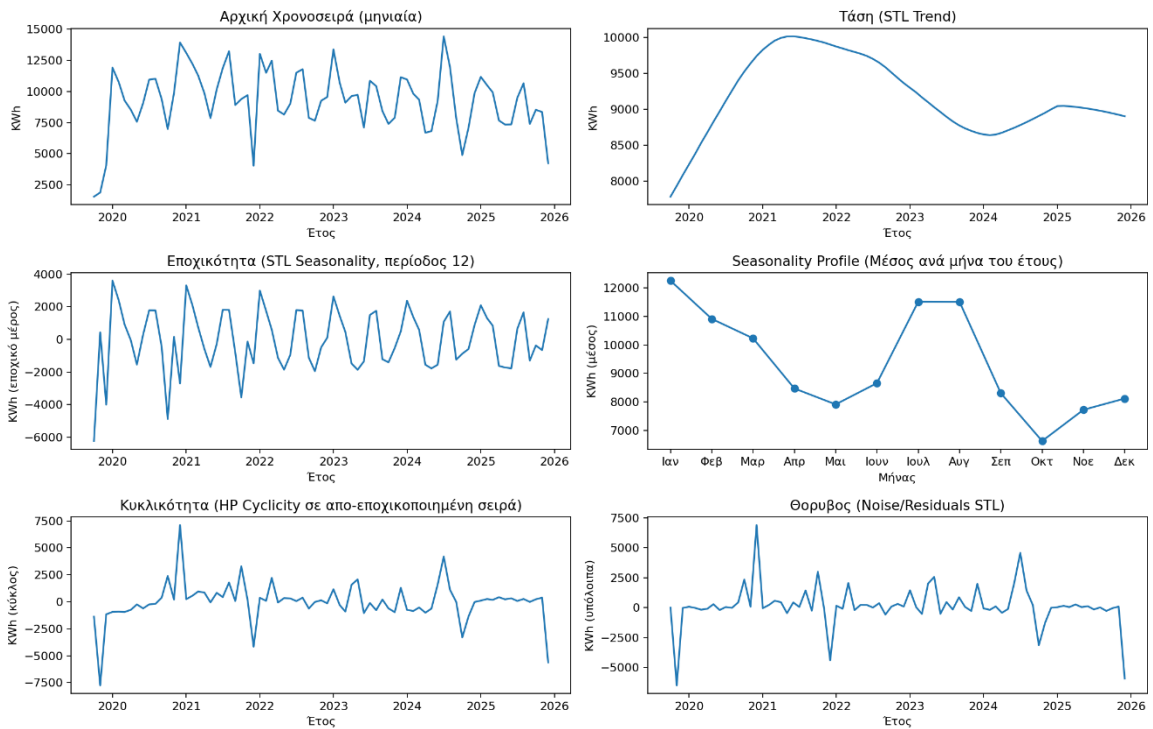 Αρχική Χρονοσειρά (μηνιαία)
KWh
15000
12500
10000
7500
5000
2500
2020 2021 2022 2023 2024 2025 2026
Έτος
Τάση (STL Trend)
KWh
10000
9500
9000
8500
8000
2020 2021 2022 2023 2024 2025 2026
Έτος
Εποχικότητα (STL Seasonality, περίοδος 12)
KWh (εποχικό μέρος)
4000
2000
0
−2000
−4000
−6000
2020 2021 2022 2023 2024 2025 2026
Έτος
Seasonality Profile (Μέσος ανά μήνα του έτους)
KWh (μέσος)
12000
11000
10000
9000
8000
7000
Ιαν Φεβ Μαρ Απρ Μαι Ιουν Ιουλ Αυγ Σεπ Οκτ Νοε Δεκ
Μήνας
Κυκλικότητα (HP Cyclicity σε απο-εποχικοποιημένη σειρά)
KWh (κύκλος)
7500
5000
2500
0
−2500
−5000
−7500
2020 2021 2022 2023 2024 2025 2026
Έτος
Θορυβος (Noise/Residuals STL)
KWh (υπόλοιπα)
7500
5000
2500
0
−2500
−5000
2020 2021 2022 2023 2024 2025 2026
Έτος